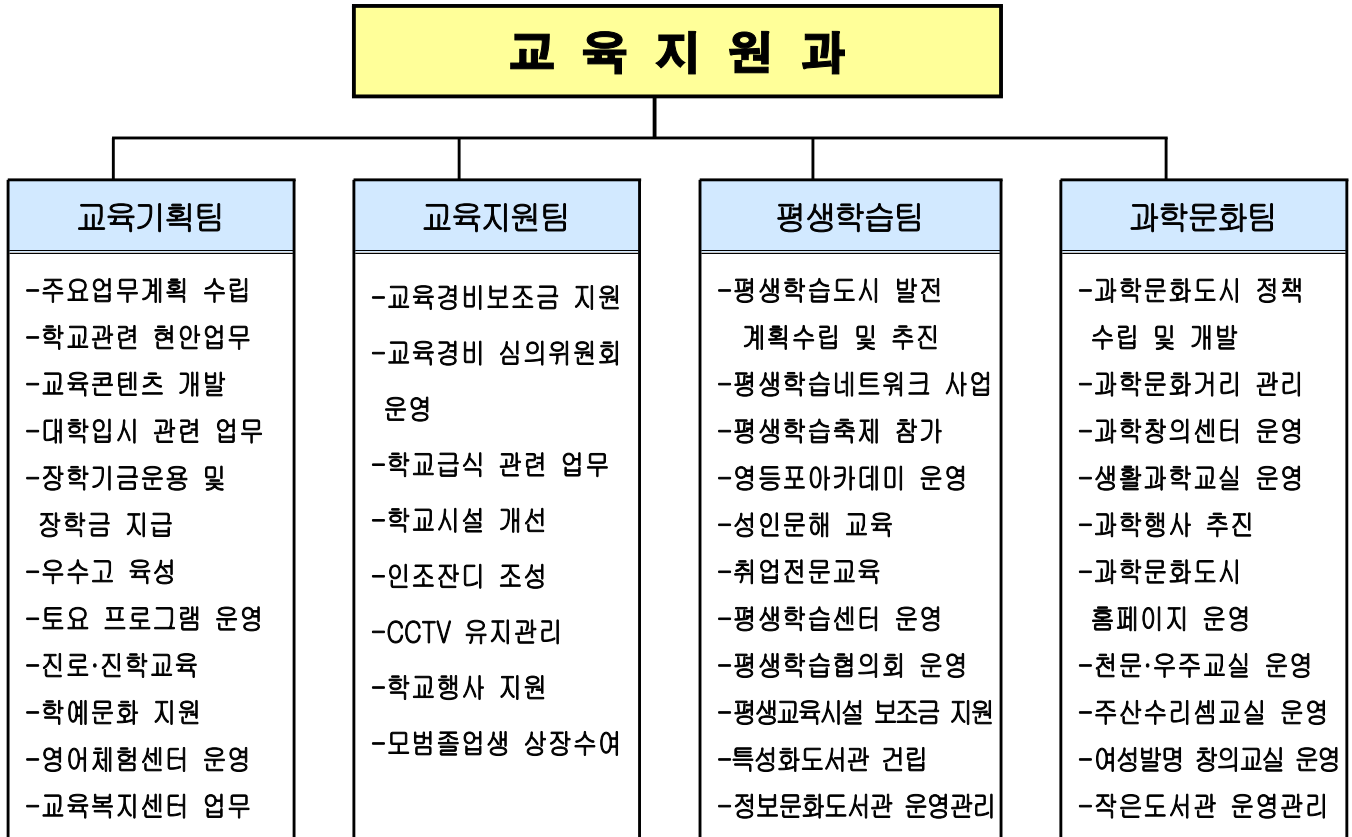 교 육 지 원 과
교육기획팀
-주요업무계획 수립
-학교관련 현안업무
-교육콘텐츠 개발
-대학입시 관련 업무
-장학기금운용 및
장학금 지급
-우수고 육성
-토요 프로그램 운영
-진로·진학교육
-학예문화 지원
-영어체험센터 운영
-교육복지센터 업무
교육지원팀
-교육경비보조금 지원
-교육경비 심의위원회
운영
-학교급식 관련 업무
-학교시설 개선
-인조잔디 조성
-CCTV 유지관리
-학교행사 지원
-모범졸업생 상장수여
평생학습팀
-평생학습도시 발전
계획수립 및 추진
-평생학습네트워크 사업
-평생학습축제 참가
-영등포아카데미 운영
-성인문해 교육
-취업전문교육
-평생학습센터 운영
-평생학습협의회 운영
-평생교육시설 보조금 지원
-특성화도서관 건립
-정보문화도서관 운영관리
과학문화팀
-과학문화도시 정책
수립 및 개발
-과학문화거리 관리
-과학창의센터 운영
-생활과학교실 운영
-과학행사 추진
-과학문화도시
홈페이지 운영
-천문·우주교실 운영
-주산수리셈교실 운영
-여성발명 창의교실 운영
-작은도서관 운영관리